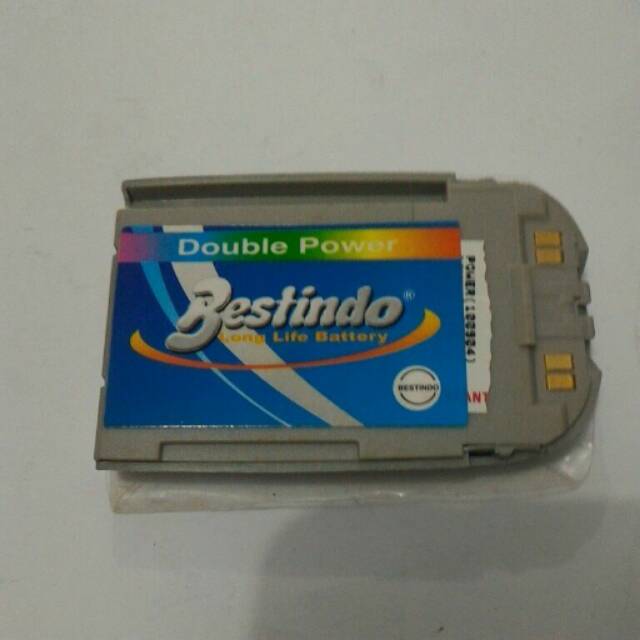 Double Power
Bestindo®
Long Life Battery
BESTINDO